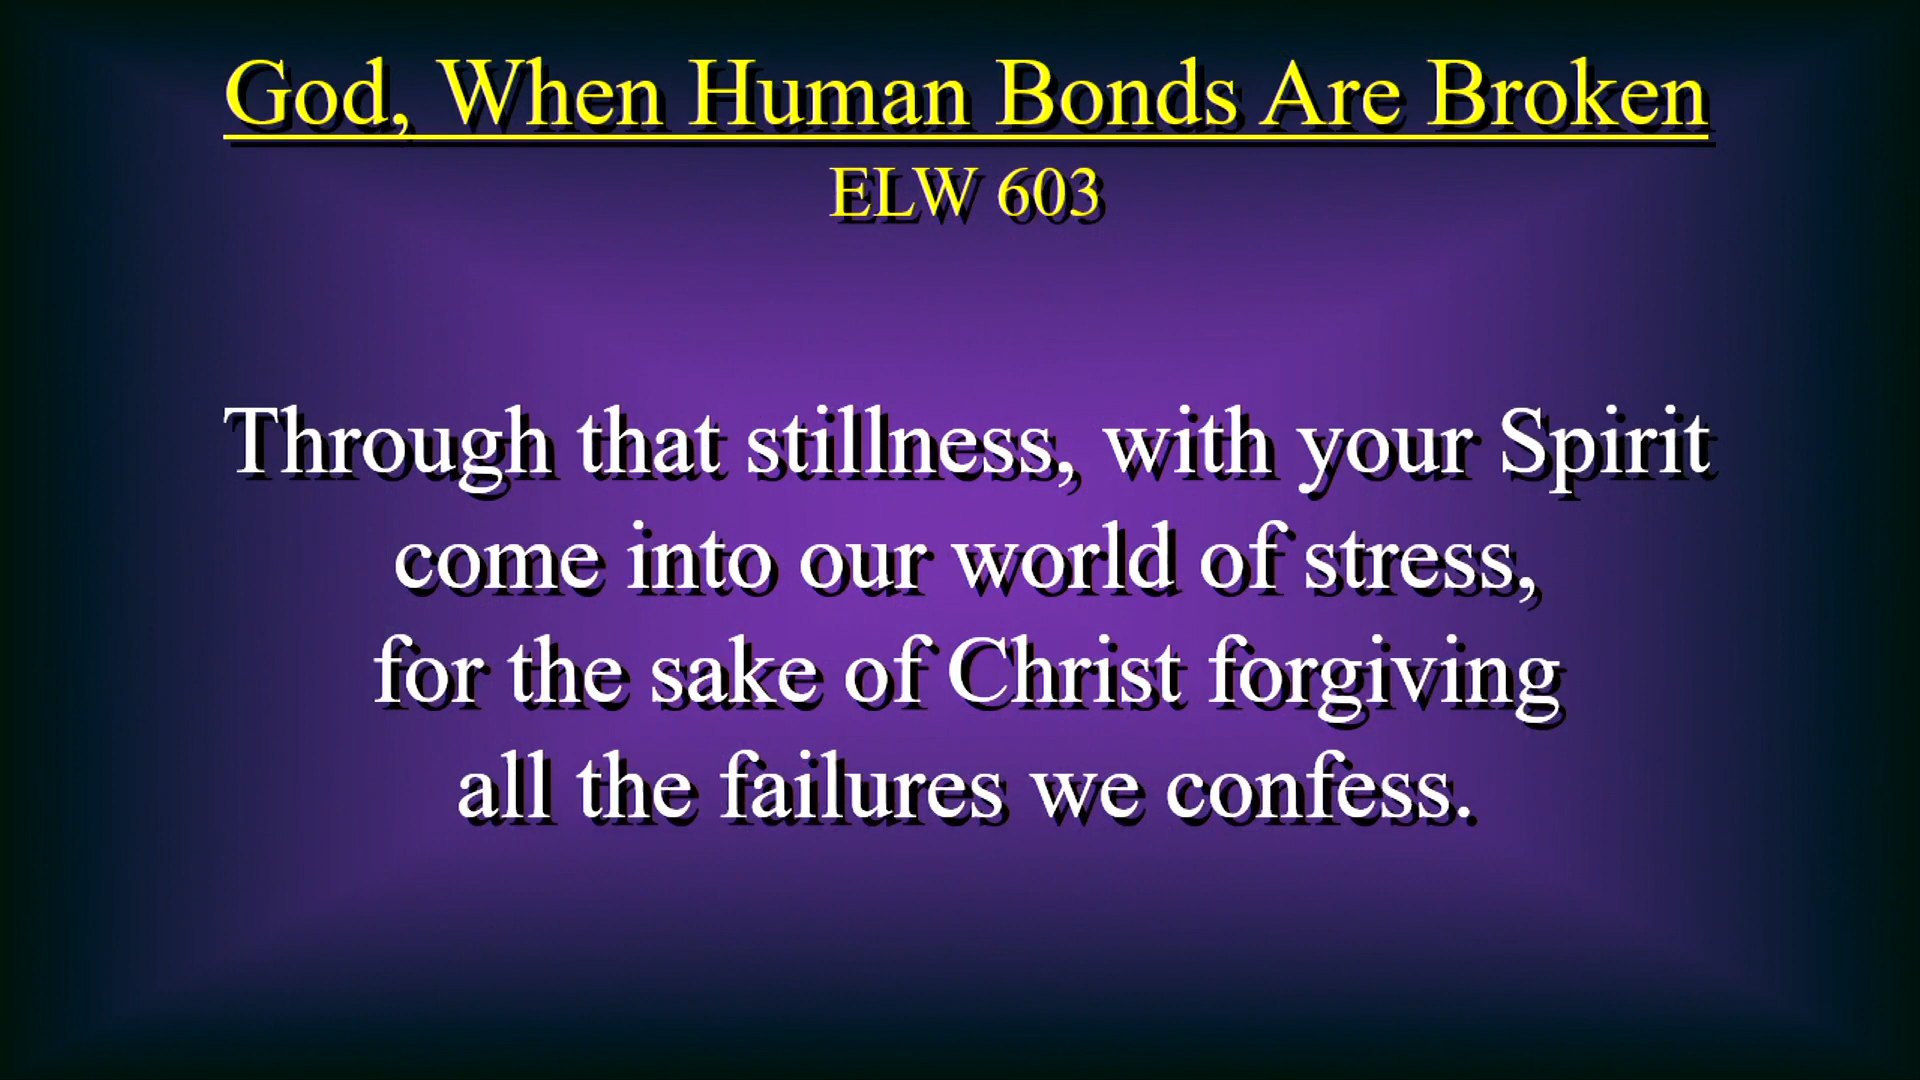 God, When Human Bonds Are Broken
ELW 603
Through that stillness, with your Spirit
come into our world of stress,
for the sake of Christ forgiving
all the failures we confess.